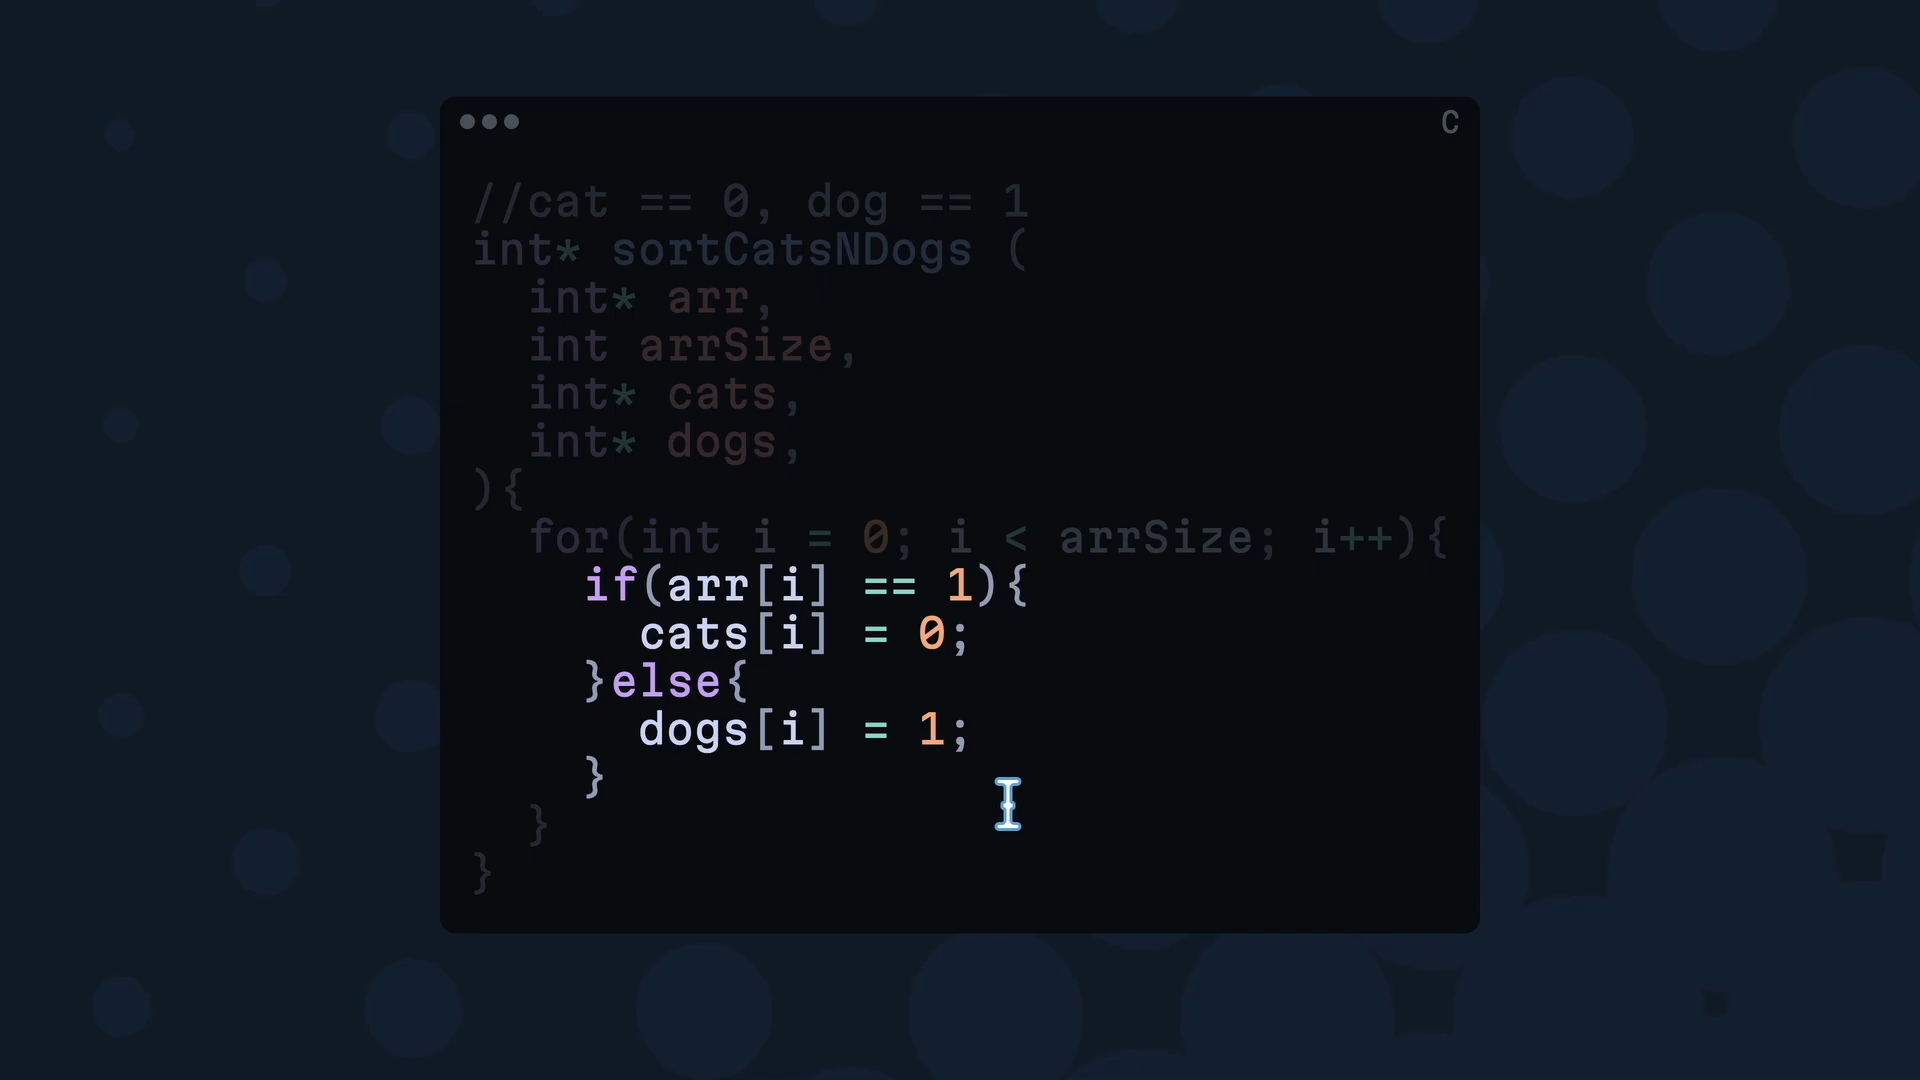 C
//cat == 0, dog == 1
int* sortCatsNDogs (
int* arr,
int arrSize,
int* cats,
int* dogs,
){
for(int i = 0; i < arrSize; i++){
if(arr[i] == 1){
cats[i] = 0;
}else{
dogs[i] = 1;
}
}
}